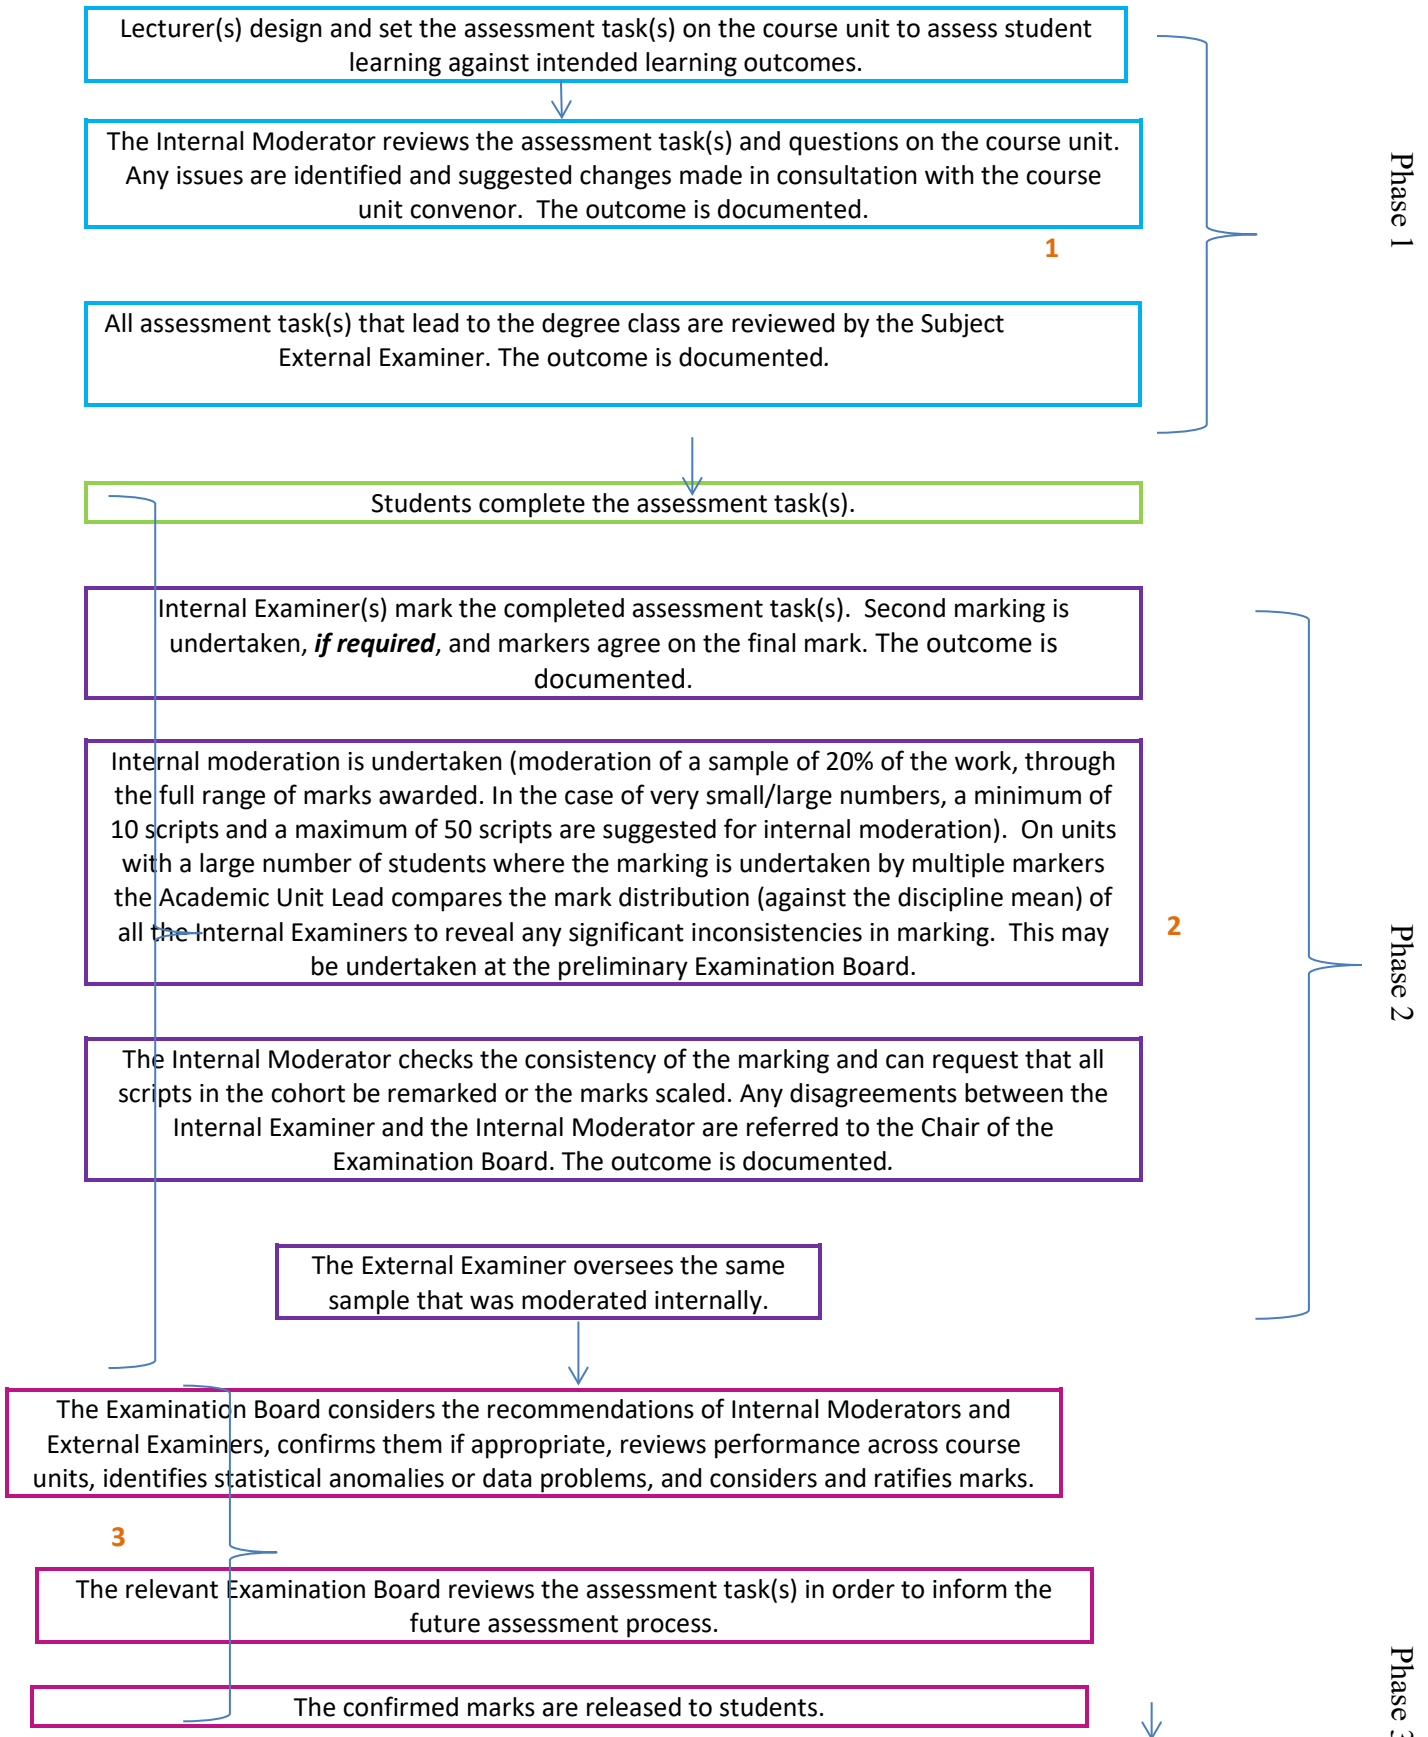 Lecturer(s) design and set the assessment task(s) on the course unit to assess student
learning against intended learning outcomes.
The Internal Moderator reviews the assessment task(s) and questions on the course unit.
Any issues are identified and suggested changes made in consultation with the course
unit convenor.  The outcome is documented.
Phase 1
1
All assessment task(s) that lead to the degree class are reviewed by the Subject
External Examiner. The outcome is documented.
Students complete the assessment task(s).
Internal Examiner(s) mark the completed assessment task(s).  Second marking is
undertaken, if required, and markers agree on the final mark. The outcome is
documented.
Internal moderation is undertaken (moderation of a sample of 20% of the work, through
the full range of marks awarded. In the case of very small/large numbers, a minimum of
10 scripts and a maximum of 50 scripts are suggested for internal moderation).  On units
with a large number of students where the marking is undertaken by multiple markers
the Academic Unit Lead compares the mark distribution (against the discipline mean) of
all the Internal Examiners to reveal any significant inconsistencies in marking.  This may
be undertaken at the preliminary Examination Board.
2
Phase 2
The Internal Moderator checks the consistency of the marking and can request that all
scripts in the cohort be remarked or the marks scaled. Any disagreements between the
Internal Examiner and the Internal Moderator are referred to the Chair of the
Examination Board. The outcome is documented.
The External Examiner oversees the same
sample that was moderated internally.
The Examination Board considers the recommendations of Internal Moderators and
External Examiners, confirms them if appropriate, reviews performance across course
units, identifies statistical anomalies or data problems, and considers and ratifies marks.
3
The relevant Examination Board reviews the assessment task(s) in order to inform the
future assessment process.
The confirmed marks are released to students.
Phase 3